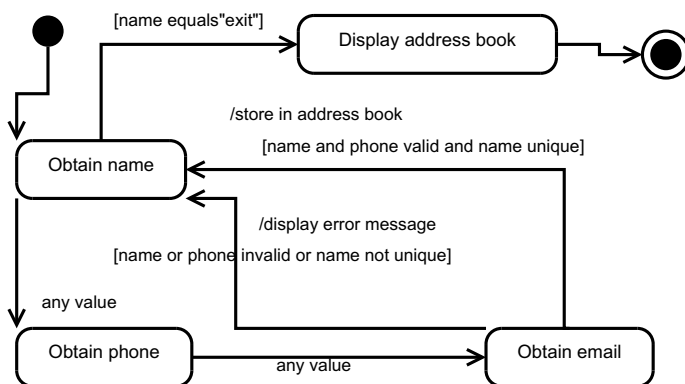 [name equals"exit"]
Display address book
/store in address book
[name and phone valid and name unique]
Obtain name
/display error message
[name or phone invalid or name not unique]
any value
Obtain phone
any value
Obtain email